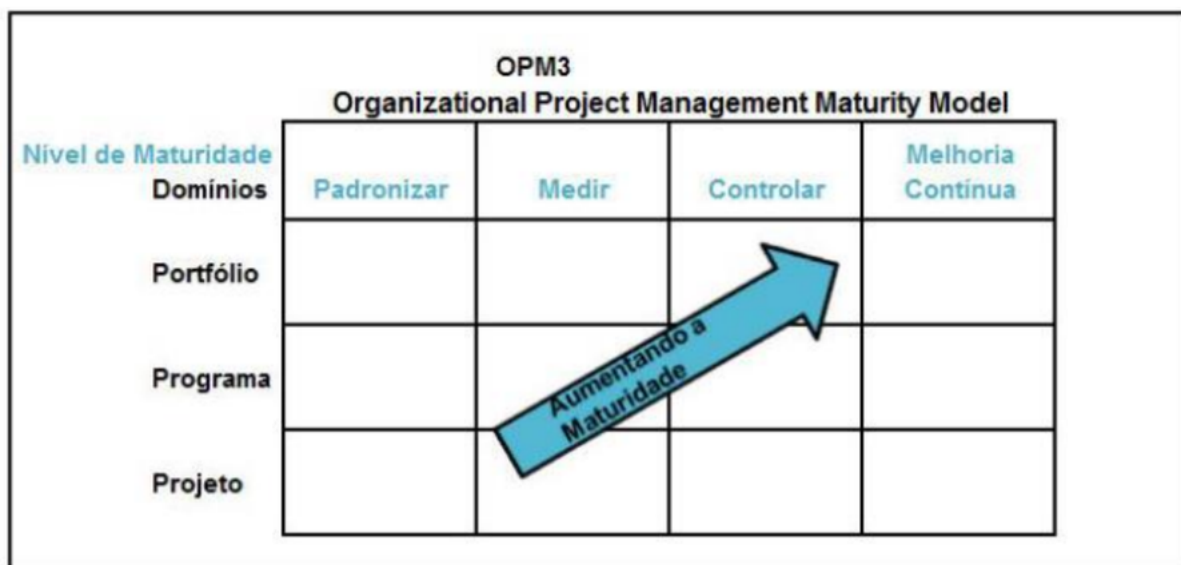 OPM3
Organizational Project Management Maturity Model
Nível de Maturidade
Domínios
Padronizar
Medir
Controlar
Melhoria
Contínua
Portfólio
Programa
Projeto
Aumentando a
Maturidade